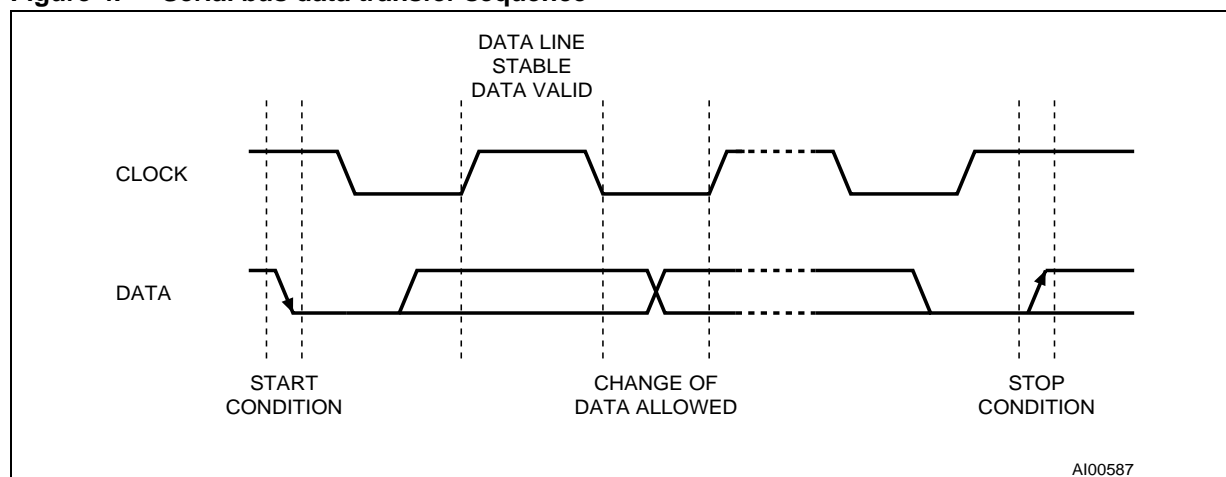 DATA LINE
STABLE
DATA VALID
CLOCK
DATA
START
CONDITION
CHANGE OF
DATA ALLOWED
STOP
CONDITION
AI00587